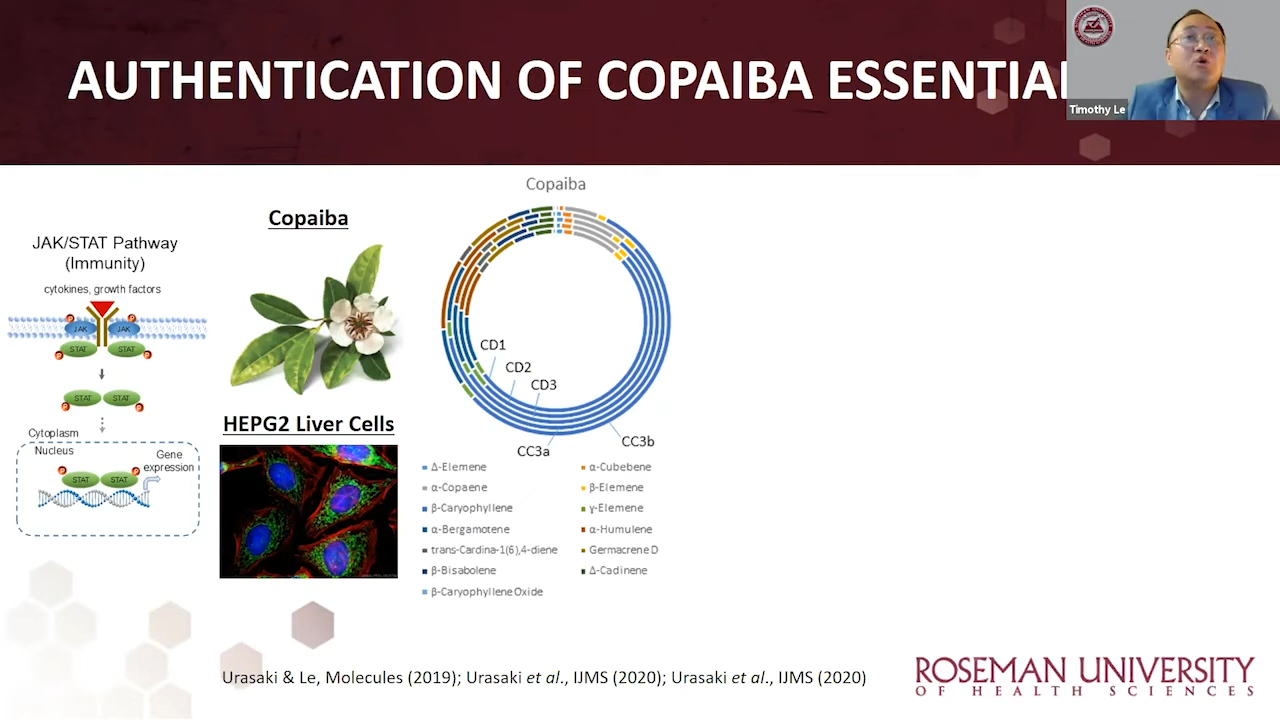 AUTHENTICATION OF COPAIBA ESSENTIAL
Timothy Le
JAK/STAT Pathway
(Immunity)
cytokines, growth factors
P
P
JAK
JAK
STAT
STAT
P
P
STAT
STAT
P
P
Cytoplasm
Nucleus
Gene
expression
P
P
STAT
STAT
Copaiba
HEPG2 Liver Cells
Copaiba
CD1
CD2
CD3
CC3a
CC3b
Δ-Elemene
α-Cubebene
α-Copaene
β-Elemene
β-Caryophyllene
γ-Elemene
α-Bergamotene
α-Humulene
trans-Cardina-1(6),4-diene
Germacrene D
β-Bisabolene
Δ-Cadinene
β-Caryophyllene Oxide
Urasaki & Le, Molecules (2019); Urasaki et al., IJMS (2020); Urasaki et al., IJMS (2020)
ROSEMAN UNIVERSITY
OF HEALTH SCIENCES